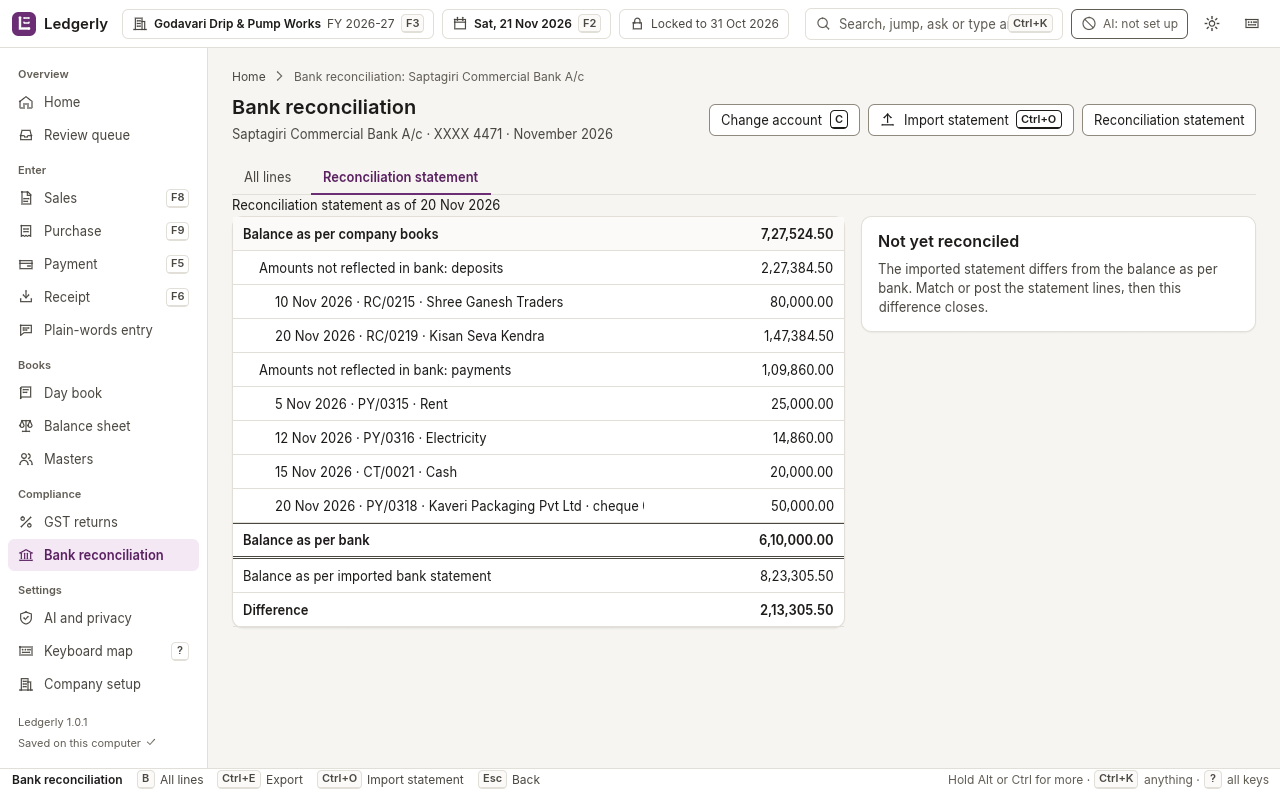 Ledgerly
Godavari Drip & Pump Works FY 2026-27 F3
Sat, 21 Nov 2026 F2
Locked to 31 Oct 2026
Search, jump, ask or type a Ctrl+K
AI: not set up
Overview
Home
Review queue
Enter
Sales F8
Purchase F9
Payment F5
Receipt F6
Plain-words entry
Books
Day book
Balance sheet
Masters
Compliance
GST returns
Bank reconciliation
Settings
AI and privacy
Keyboard map ?
Company setup
Ledgerly 1.0.1
Saved on this computer
Home > Bank reconciliation: Saptagiri Commercial Bank A/c
Bank reconciliation
Saptagiri Commercial Bank A/c · XXXX 4471 · November 2026
Change account C
Import statement Ctrl+O
Reconciliation statement
All lines
Reconciliation statement
Reconciliation statement as of 20 Nov 2026
Balance as per company books 7,27,524.50
Amounts not reflected in bank: deposits 2,27,384.50
10 Nov 2026 · RC/0215 · Shree Ganesh Traders 80,000.00
20 Nov 2026 · RC/0219 · Kisan Seva Kendra 1,47,384.50
Amounts not reflected in bank: payments 1,09,860.00
5 Nov 2026 · PY/0315 · Rent 25,000.00
12 Nov 2026 · PY/0316 · Electricity 14,860.00
15 Nov 2026 · CT/0021 · Cash 20,000.00
20 Nov 2026 · PY/0318 · Kaveri Packaging Pvt Ltd · cheque 50,000.00
Balance as per bank 6,10,000.00
Balance as per imported bank statement 8,23,305.50
Difference 2,13,305.50
Not yet reconciled
The imported statement differs from the balance as per
bank. Match or post the statement lines, then this
difference closes.
Bank reconciliation B All lines Ctrl+E Export Ctrl+O Import statement Esc Back
Hold Alt or Ctrl for more · Ctrl+K anything · ? all keys